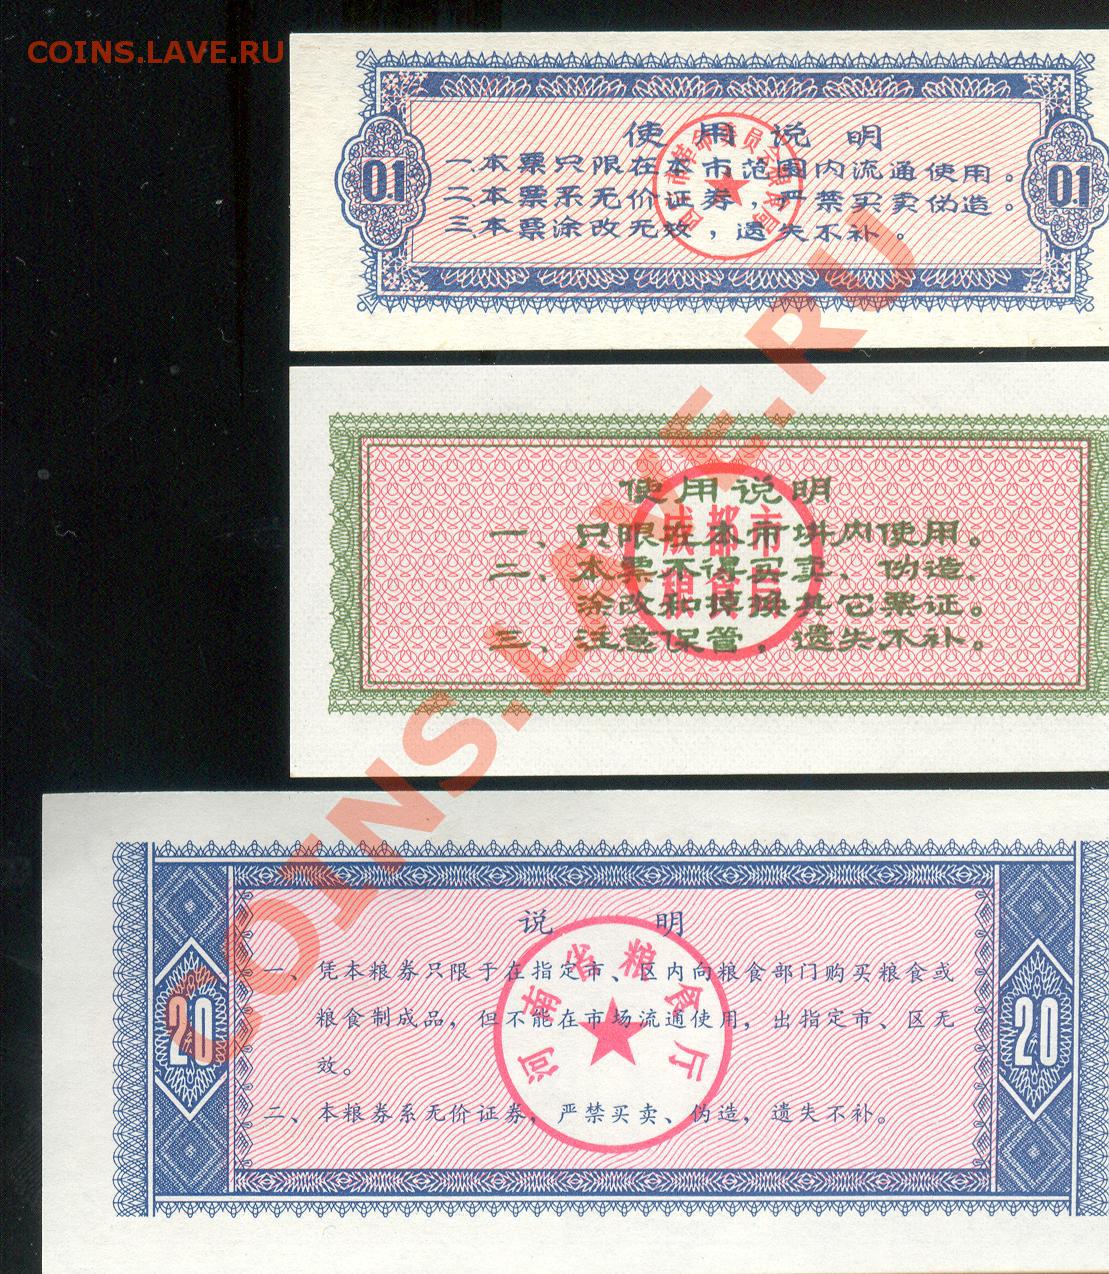 COINS.LAVE.RU
使用说明
0.1
一.本票只限在本市范围内流通使用。
二.本票系无价证券,严禁买卖伪造。
三.本票涂改无效,遗失不补。
0.1
使用说明
一、只限在本市供内使用。
二、本票不得买卖、伪造、
涂改和掉换其它票证。
三、注意保管,遗失不补。
成都市
粮食局
说 明
一、凭本粮券只限于在指定市、区内向粮食部门购买粮食或
粮食制成品,但不能在市场流通使用,出指定市、区无
效。
二、本粮券系无价证券,严禁买卖、伪造,遗失不补。
河南省粮食厅
20
20
COINS.LAVE.RU